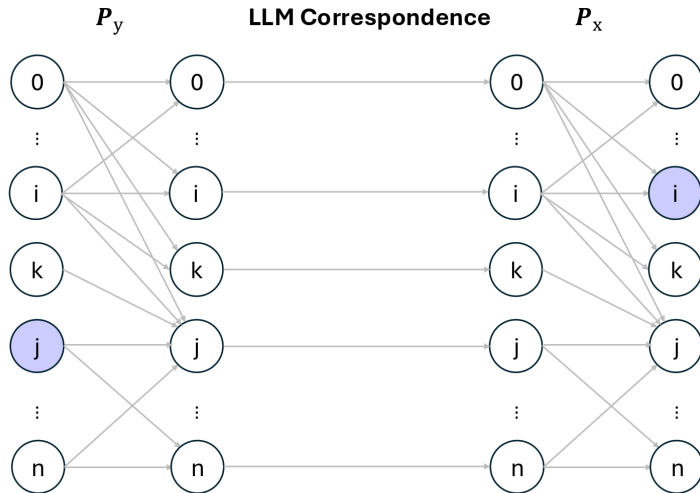 P_y LLM Correspondence P_x
0 0 0 0
⋮ ⋮ ⋮ ⋮
i i i i
k k k k
j j j j
⋮ ⋮ ⋮ ⋮
n n n n